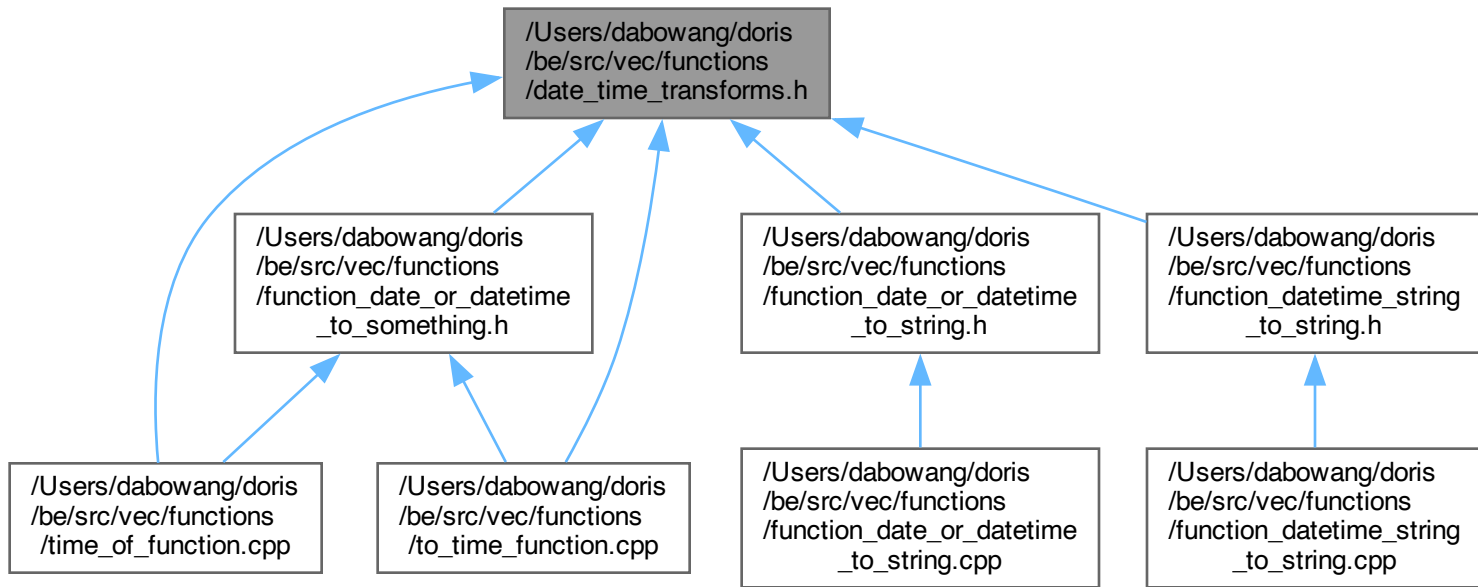 /Users/dabowang/doris
/be/src/vec/functions
/date_time_transforms.h
/Users/dabowang/doris
/be/src/vec/functions
/function_date_or_datetime
_to_something.h
/Users/dabowang/doris
/be/src/vec/functions
/function_date_or_datetime
_to_string.h
/Users/dabowang/doris
/be/src/vec/functions
/function_datetime_string
_to_string.h
/Users/dabowang/doris
/be/src/vec/functions
/time_of_function.cpp
/Users/dabowang/doris
/be/src/vec/functions
/to_time_function.cpp
/Users/dabowang/doris
/be/src/vec/functions
/function_date_or_datetime
_to_string.cpp
/Users/dabowang/doris
/be/src/vec/functions
/function_datetime_string
_to_string.cpp